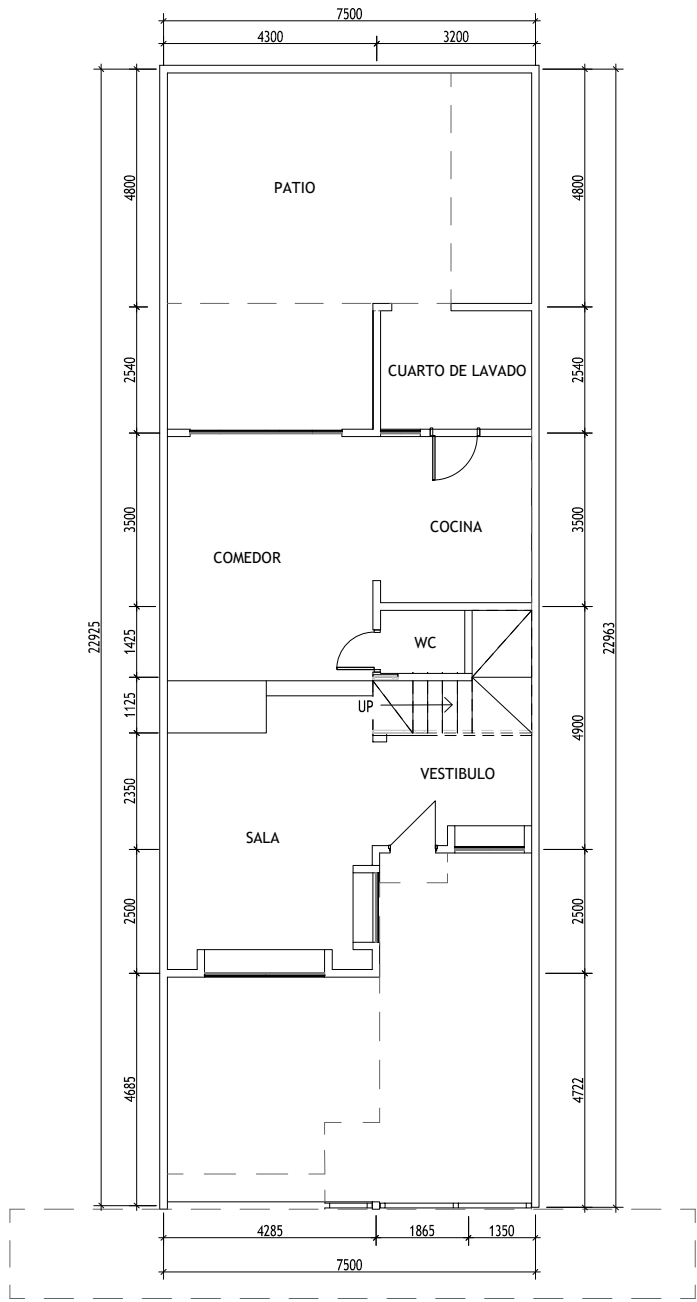 7500
4300
3200
4800
PATIO
4800
2540
CUARTO DE LAVADO
2540
3500
COCINA
3500
COMEDOR
22925
22963
1425
WC
1125
UP
4900
2350
VESTIBULO
SALA
2500
2500
4685
4722
4285
1865
1350
7500